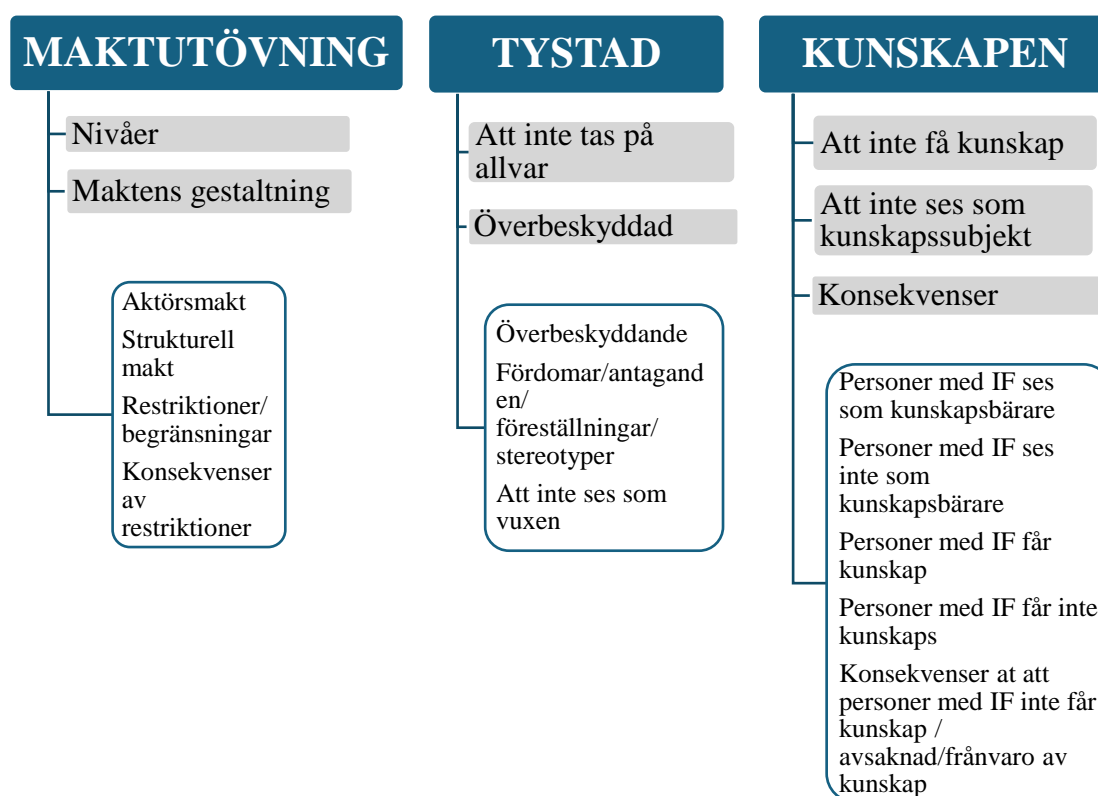 MAKTUTÖVNING
Nivåer
Maktens gestaltning
Aktörsmakt
Strukturell
makt
Restriktioner/
begränsningar
Konsekvenser
av
restriktioner
TYSTAD
Att inte tas på
allvar
Överbeskyddad
Överbeskyddande
Fördomar/antagand
en/
föreställningar/
stereotyper
Att inte ses som
vuxen
KUNSKAPEN
Att inte få kunskap
Att inte ses som
kunskapssubjekt
Konsekvenser
Personer med IF ses
som kunskapsbärare
Personer med IF ses
inte som
kunskapsbärare
Personer med IF får
kunskap
Personer med IF får inte
kunskaps
Konsekvenser at att
personer med IF inte får
kunskap /
avsaknad/frånvaro av
kunskap